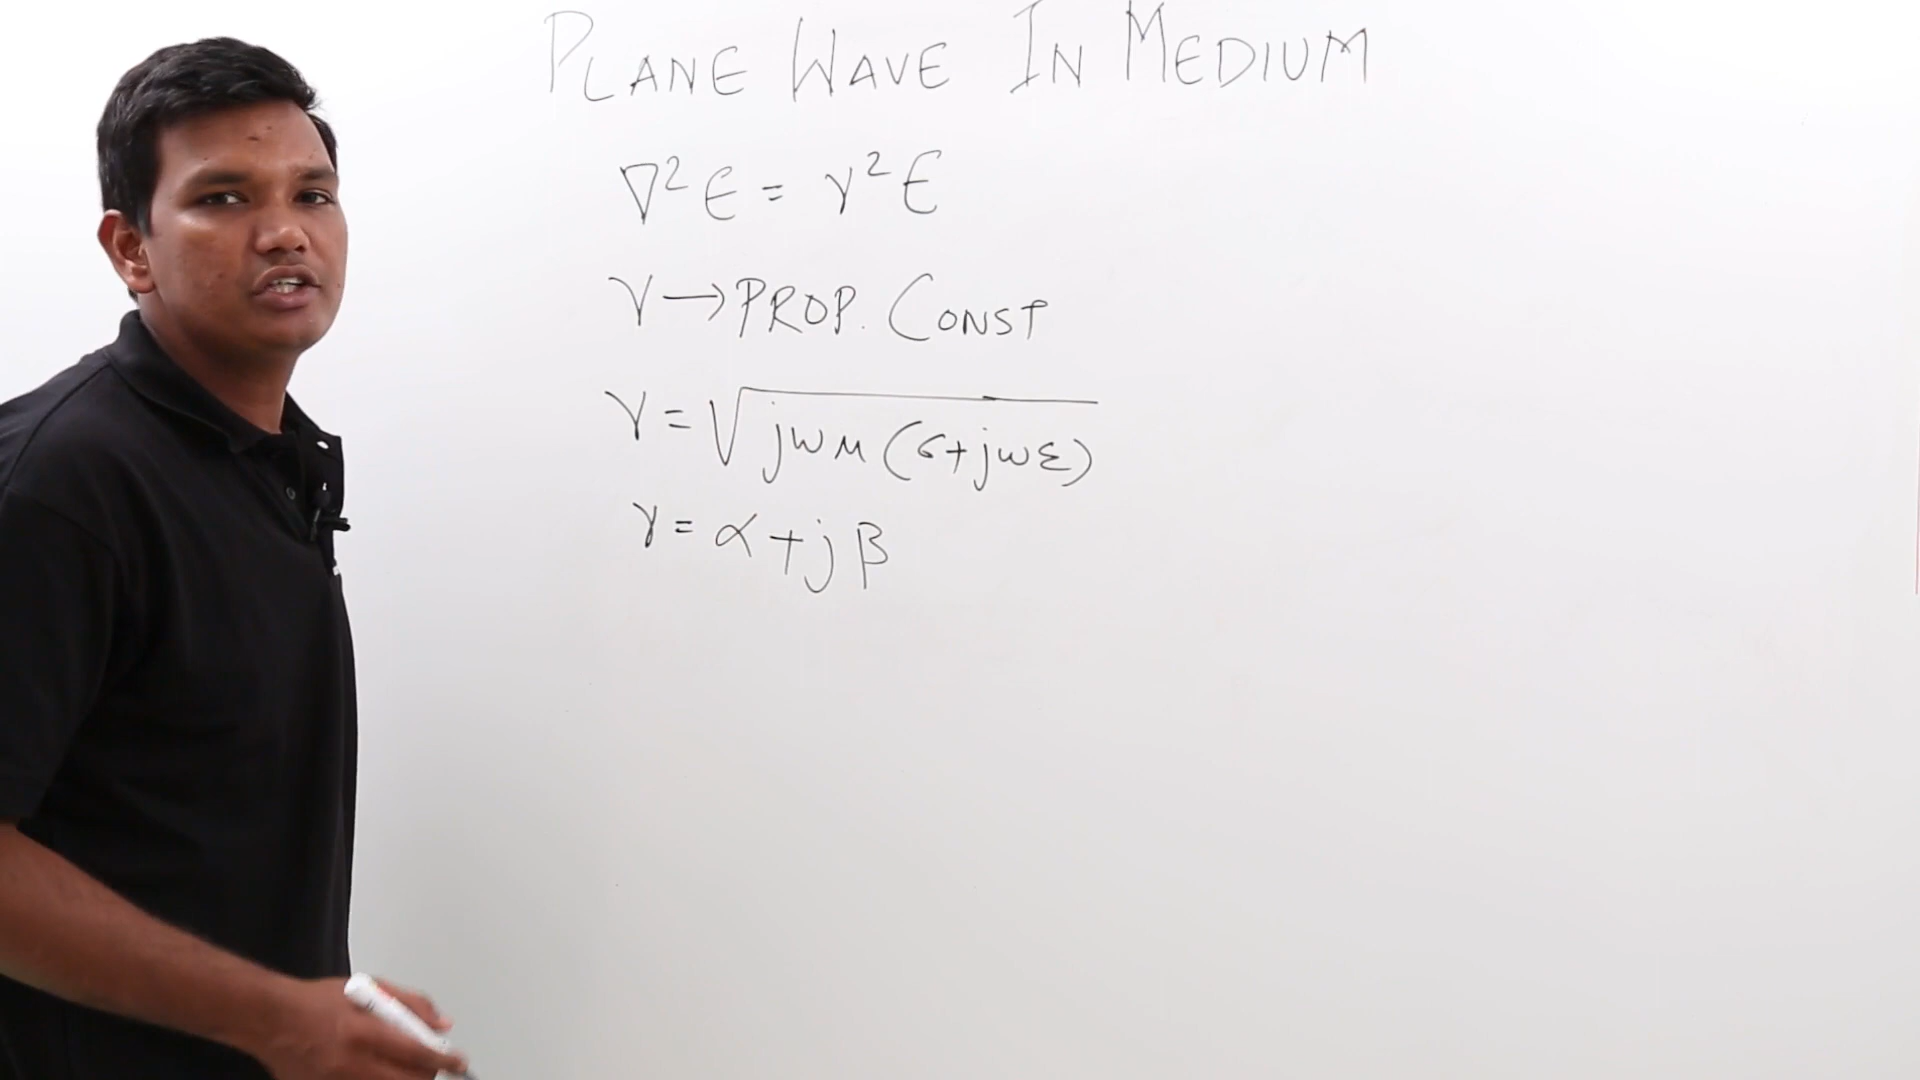 PLANE WAVE IN MEDIUM
∇²E = γ²E
γ → PROP. CONST
γ = √jωμ(σ+jωε)
γ = α + jβ